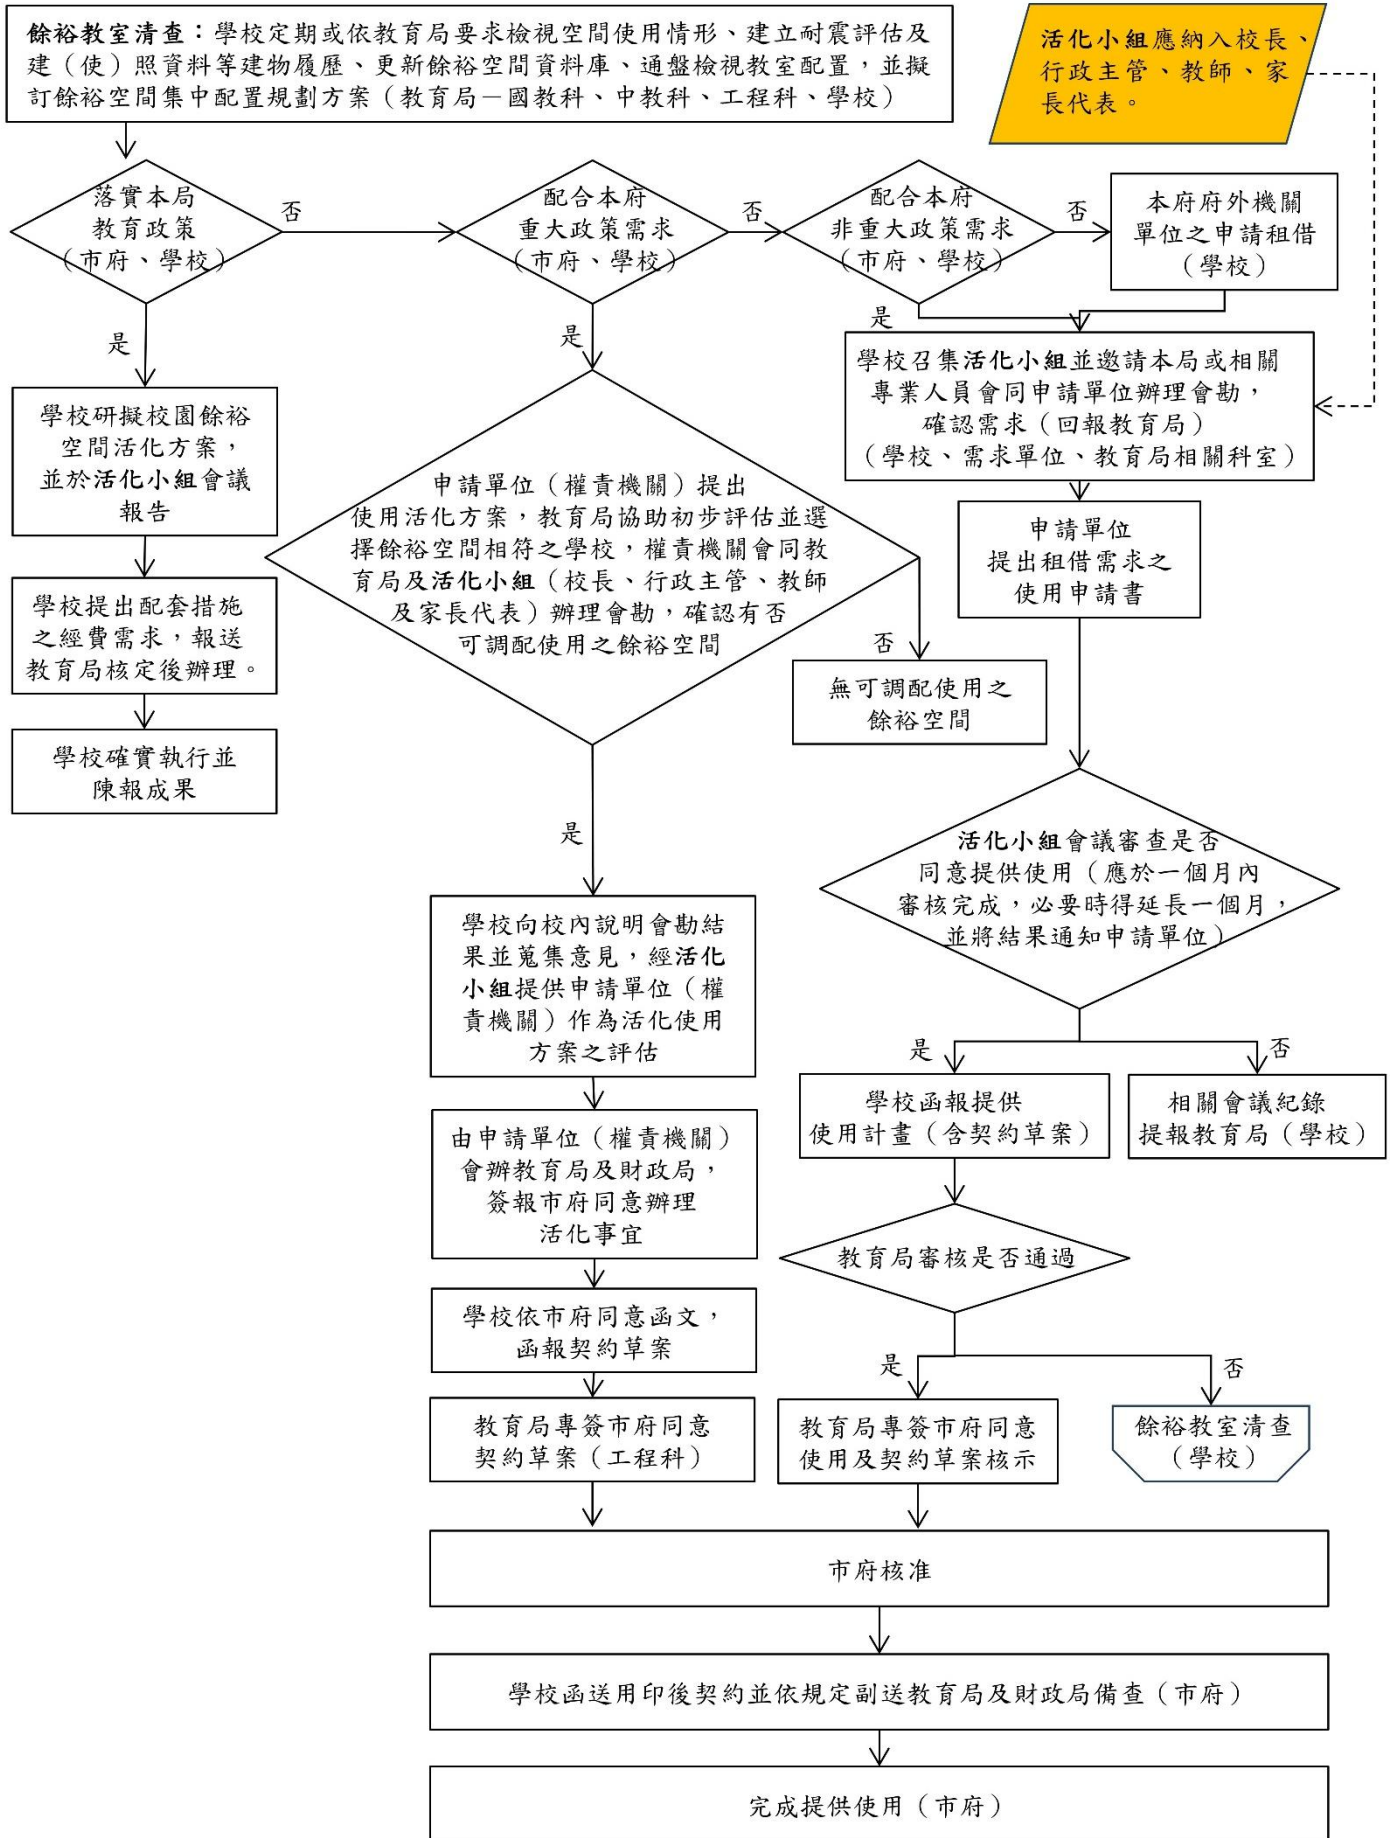 餘裕教室清查：學校定期或依教育局要求檢視空間使用情形、建立耐震評估及
建（使）照資料等建物履歷、更新餘裕空間資料庫、通盤檢視教室配置，並擬
訂餘裕空間集中配置規劃方案（教育局－國教科、中教科、工程科、學校）
活化小組應納入校長、
行政主管、教師、家
長代表。
落實本局
教育政策
（市府、學校）
否
配合本府
重大政策需求
（市府、學校）
否
配合本府
非重大政策需求
（市府、學校）
否
本府府外機關
單位之申請租借
（學校）
是
是
是
學校研擬校園餘裕
空間活化方案，
並於活化小組會議
報告
學校提出配套措施
之經費需求，報送
教育局核定後辦理。
學校確實執行並
陳報成果
申請單位（權責機關）提出
使用活化方案，教育局協助初步評估並選
擇餘裕空間相符之學校，權責機關會同教
育局及活化小組（校長、行政主管、教師
及家長代表）辦理會勘，確認有否
可調配使用之餘裕空間
否
無可調配使用之
餘裕空間
是
學校向校內說明會勘結
果並蒐集意見，經活化
小組提供申請單位（權
責機關）作為活化使用
方案之評估
由申請單位（權責機關）
會辦教育局及財政局，
簽報市府同意辦理
活化事宜
學校依市府同意函文，
函報契約草案
教育局專簽市府同意
契約草案（工程科）
學校召集活化小組並邀請本局或相關
專業人員會同申請單位辦理會勘，
確認需求（回報教育局）
（學校、需求單位、教育局相關科室）
申請單位
提出租借需求之
使用申請書
活化小組會議審查是否
同意提供使用（應於一個月內
審核完成，必要時得延長一個月，
並將結果通知申請單位）
是
否
學校函報提供
使用計畫（含契約草案）
相關會議紀錄
提報教育局（學校）
教育局審核是否通過
是
否
教育局專簽市府同意
使用及契約草案核示
餘裕教室清查
（學校）
市府核准
學校函送用印後契約並依規定副送教育局及財政局備查（市府）
完成提供使用（市府）